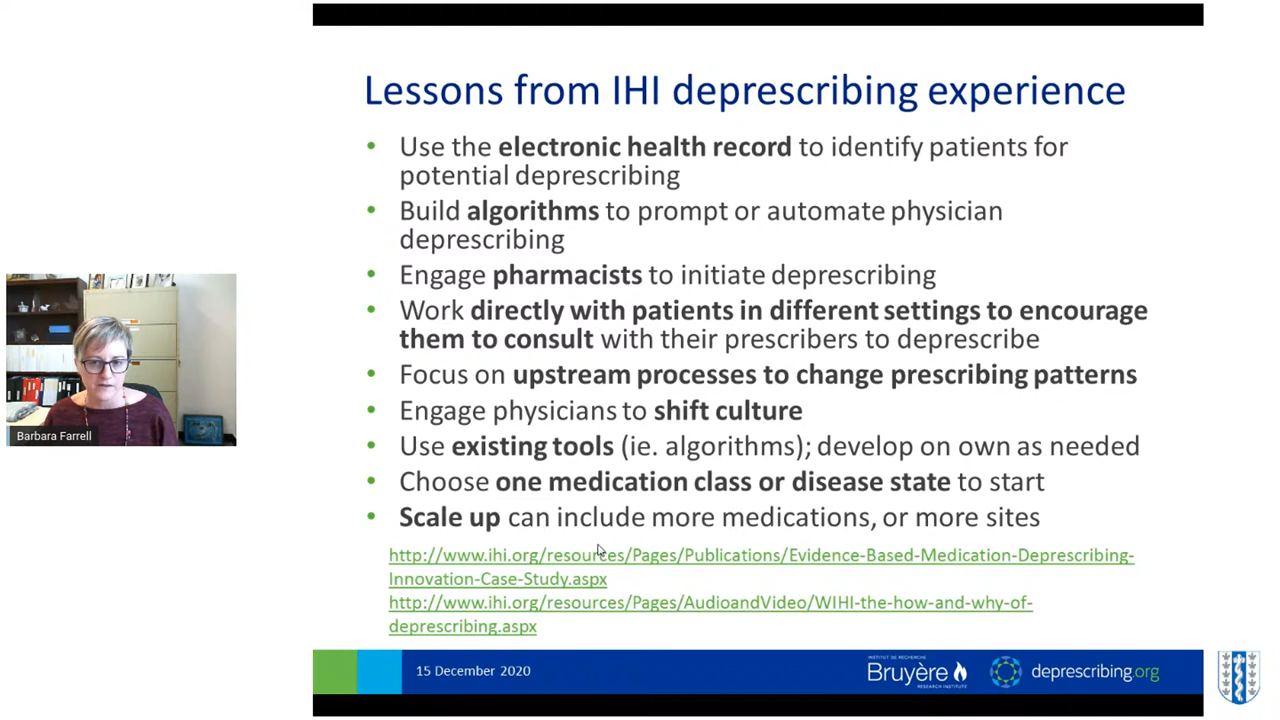 Lessons from IHI deprescribing experience
• Use the electronic health record to identify patients for
potential deprescribing
• Build algorithms to prompt or automate physician
deprescribing
• Engage pharmacists to initiate deprescribing
• Work directly with patients in different settings to encourage
them to consult with their prescribers to deprescribe
• Focus on upstream processes to change prescribing patterns
• Engage physicians to shift culture
• Use existing tools (ie. algorithms); develop on own as needed
• Choose one medication class or disease state to start
• Scale up can include more medications, or more sites
http://www.ihi.org/resources/Pages/Publications/Evidence-Based-Medication-Deprescribing-
Innovation-Case-Study.aspx
http://www.ihi.org/resources/Pages/AudioandVideo/WIHI-the-how-and-why-of-
deprescribing.aspx
Barbara Farrell
15 December 2020
INSTITUT DE RECHERCHE
Bruyère
RESEARCH INSTITUTE
deprescribing.org